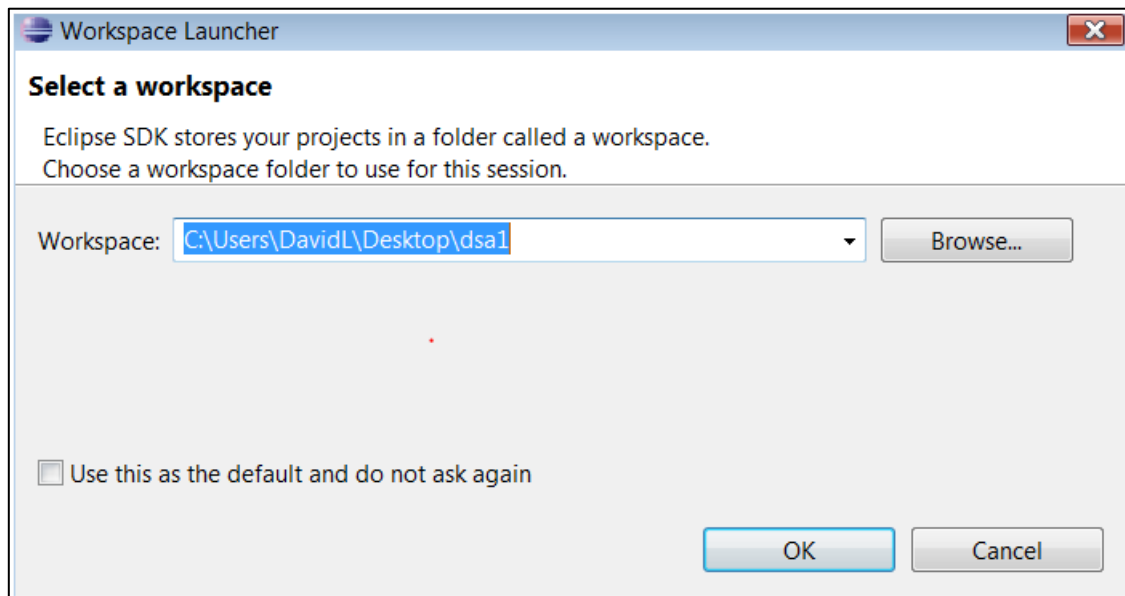 Workspace Launcher
Select a workspace
Eclipse SDK stores your projects in a folder called a workspace.
Choose a workspace folder to use for this session.
Workspace: C:\Users\DavidL\Desktop\dsa1 Browse...
Use this as the default and do not ask again
OK Cancel